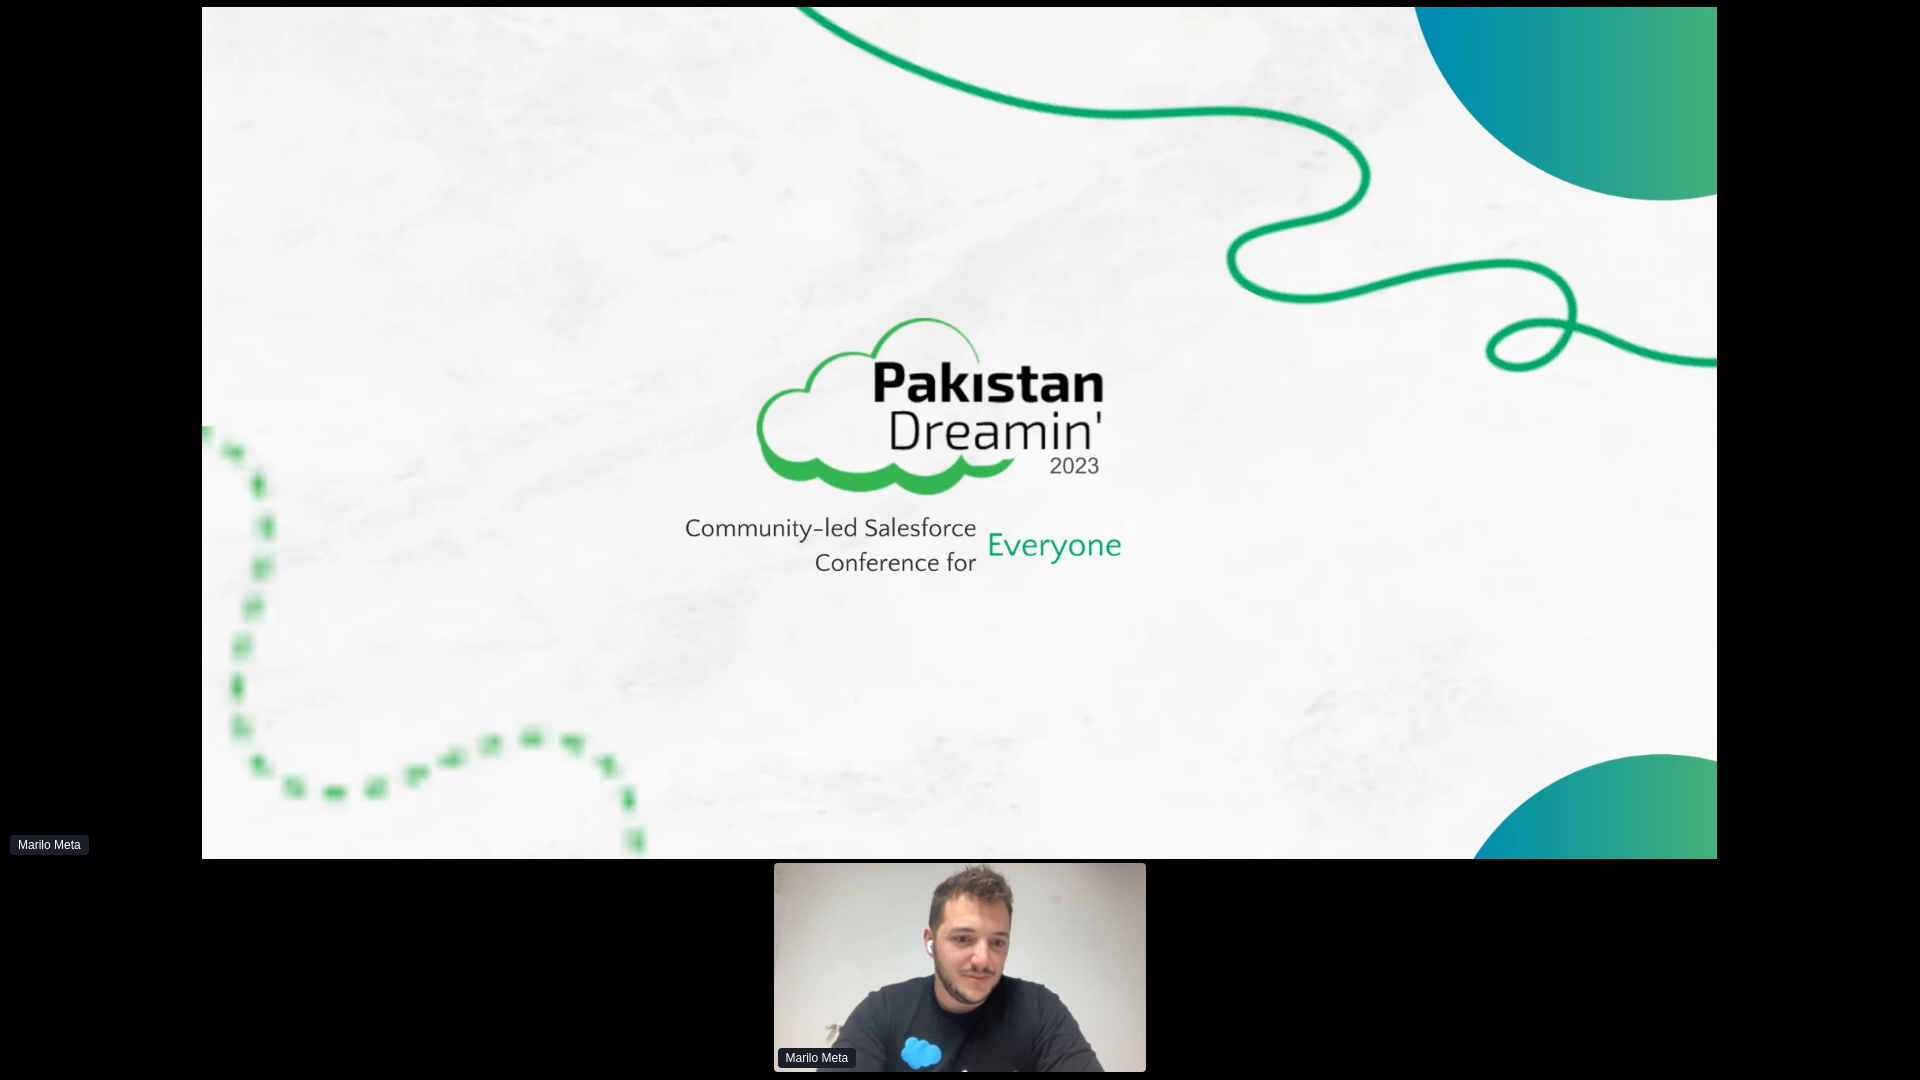 Pakistan
Dreamin'
2023
Community-led Salesforce
Conference for
Everyone
Marilo Meta
Marilo Meta